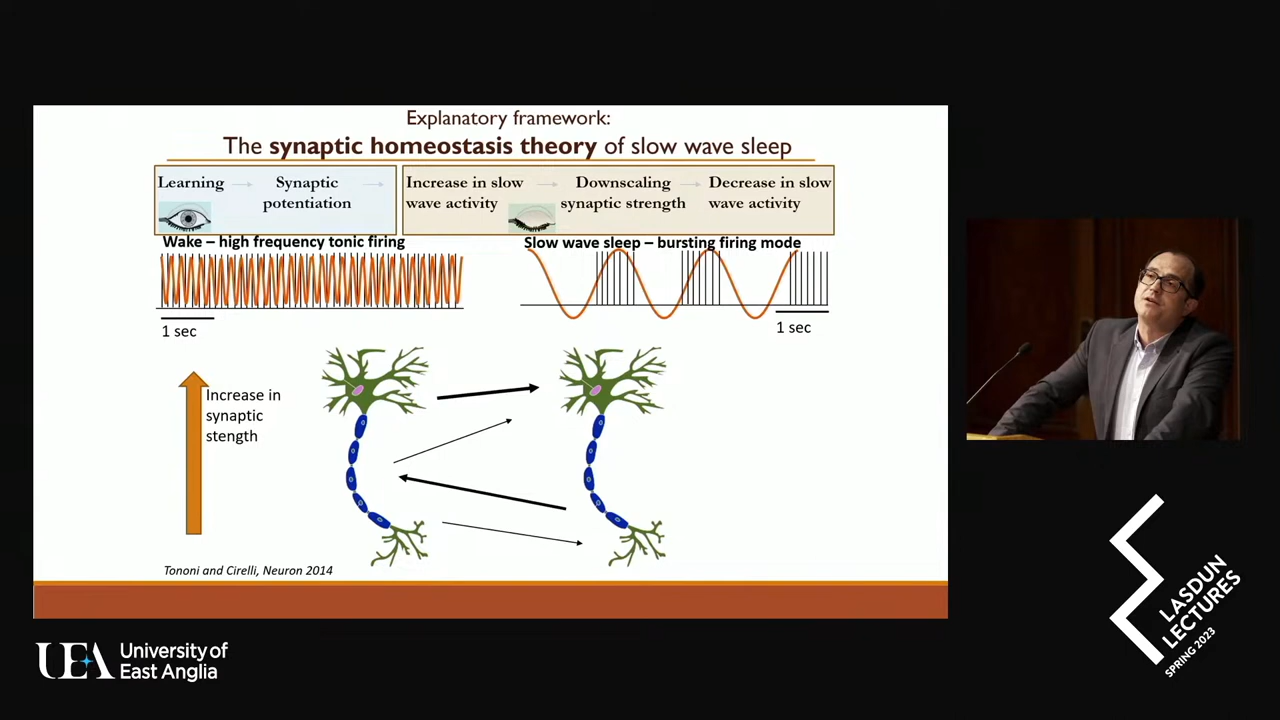 Explanatory framework:
The synaptic homeostasis theory of slow wave sleep
Learning
Synaptic
potentiation
Increase in slow
wave activity
Downscaling
synaptic strength
Decrease in slow
wave activity
Wake – high frequency tonic firing
Slow wave sleep – bursting firing mode
1 sec
1 sec
Increase in
synaptic
stength
Tononi and Cirelli, Neuron 2014
UEA University of
East Anglia
LASDUN
LECTURES
SPRING 2023